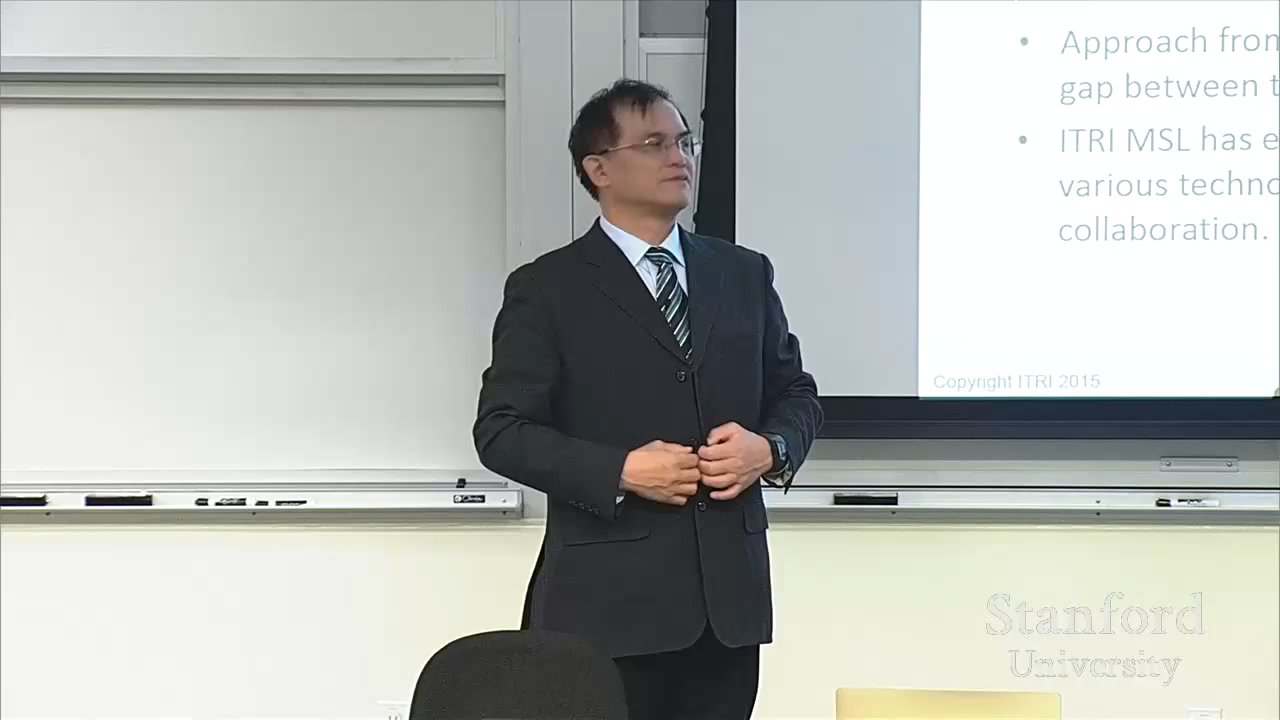 • Approach from
gap between t
• ITRI MSL has e
various techno
collaboration.
Copyright ITRI 2015
Stanford
University